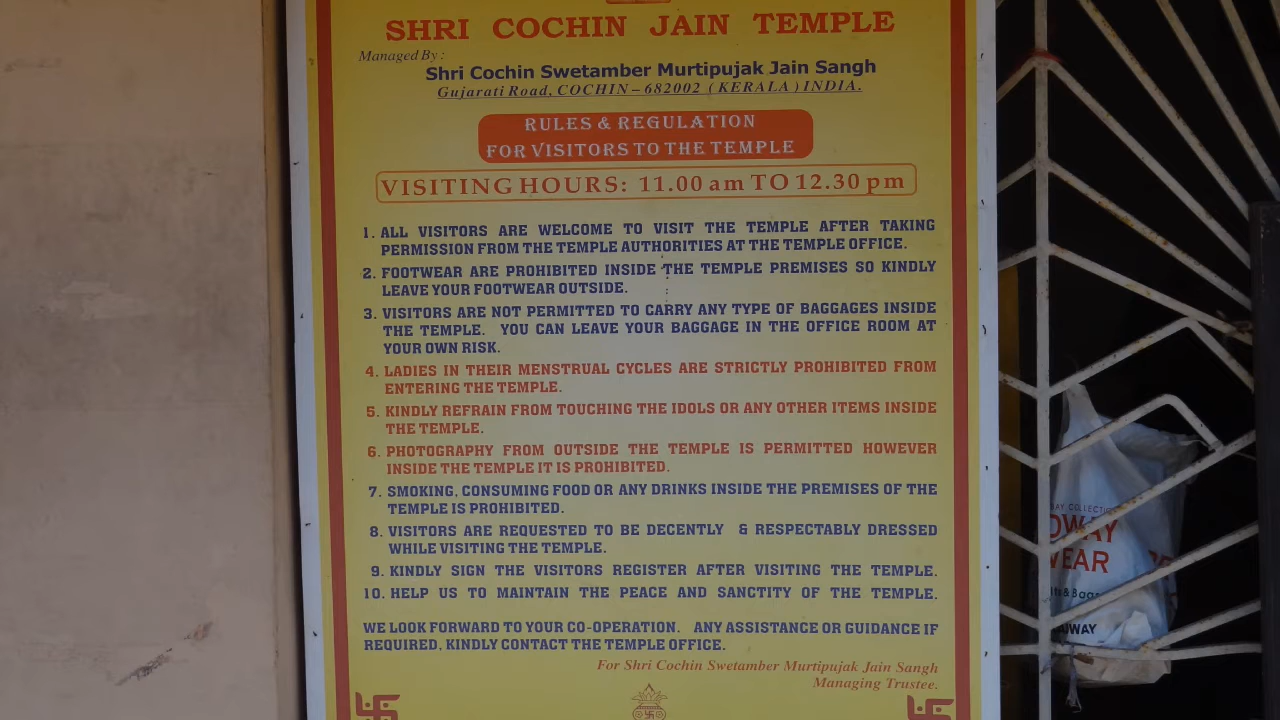 SHRI COCHIN JAIN TEMPLE
Managed By :
Shri Cochin Swetamber Murtipujak Jain Sangh
Gujarati Road, COCHIN – 682002 ( KERALA ) INDIA.
RULES & REGULATION
FOR VISITORS TO THE TEMPLE
VISITING HOURS: 11.00 am TO 12.30 pm
1. ALL VISITORS ARE WELCOME TO VISIT THE TEMPLE AFTER TAKING
PERMISSION FROM THE TEMPLE AUTHORITIES AT THE TEMPLE OFFICE.
2. FOOTWEAR ARE PROHIBITED INSIDE THE TEMPLE PREMISES SO KINDLY
LEAVE YOUR FOOTWEAR OUTSIDE.
3. VISITORS ARE NOT PERMITTED TO CARRY ANY TYPE OF BAGGAGES INSIDE
THE TEMPLE. YOU CAN LEAVE YOUR BAGGAGE IN THE OFFICE ROOM AT
YOUR OWN RISK.
4. LADIES IN THEIR MENSTRUAL CYCLES ARE STRICTLY PROHIBITED FROM
ENTERING THE TEMPLE.
5. KINDLY REFRAIN FROM TOUCHING THE IDOLS OR ANY OTHER ITEMS INSIDE
THE TEMPLE.
6. PHOTOGRAPHY FROM OUTSIDE THE TEMPLE IS PERMITTED HOWEVER
INSIDE THE TEMPLE IT IS PROHIBITED.
7. SMOKING, CONSUMING FOOD OR ANY DRINKS INSIDE THE PREMISES OF THE
TEMPLE IS PROHIBITED.
8. VISITORS ARE REQUESTED TO BE DECENTLY & RESPECTABLY DRESSED
WHILE VISITING THE TEMPLE.
9. KINDLY SIGN THE VISITORS REGISTER AFTER VISITING THE TEMPLE.
10. HELP US TO MAINTAIN THE PEACE AND SANCTITY OF THE TEMPLE.
WE LOOK FORWARD TO YOUR CO-OPERATION. ANY ASSISTANCE OR GUIDANCE IF
REQUIRED, KINDLY CONTACT THE TEMPLE OFFICE.
For Shri Cochin Swetamber Murtipujak Jain Sangh
Managing Trustee.